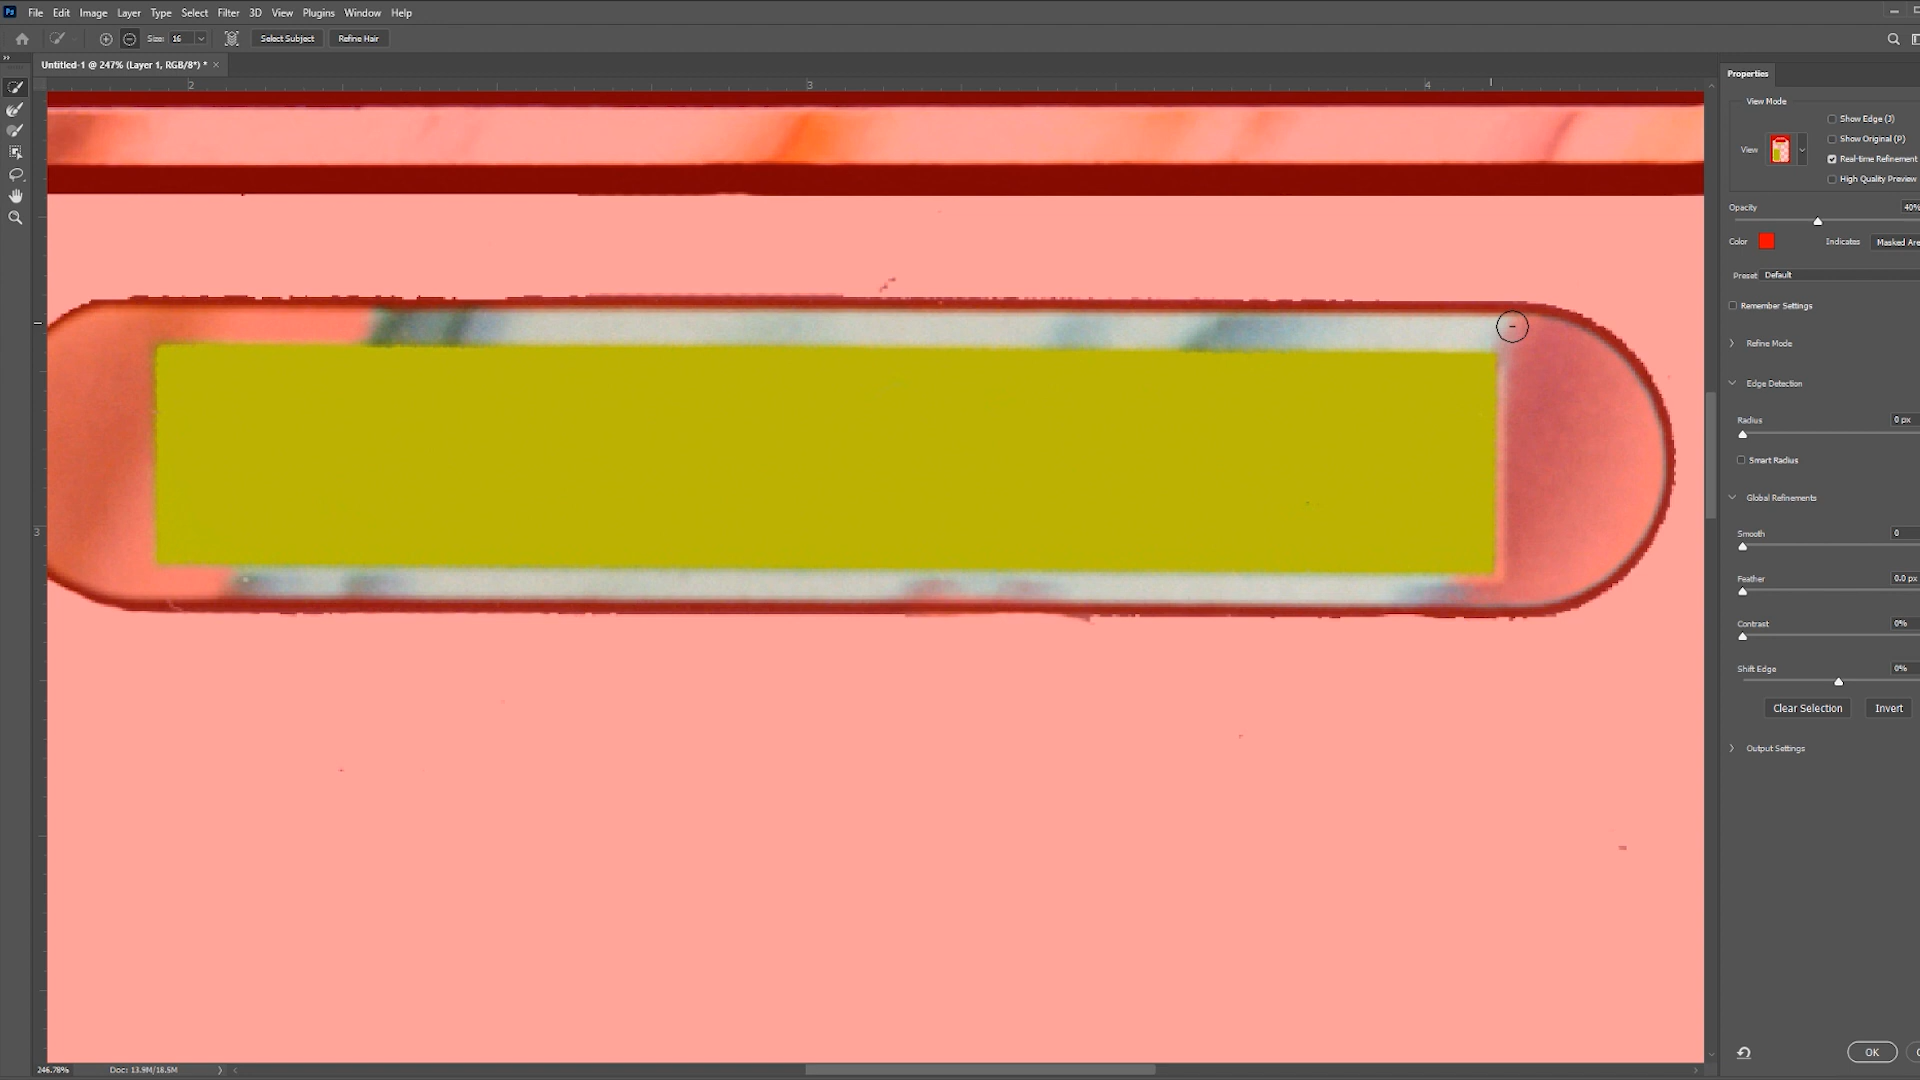 Ps File Edit Image Layer Type Select Filter 3D View Plugins Window Help
Size: 16 Select Subject Refine Hair
Untitled-1 @ 247% (Layer 1, RGB/8*) * ×
2 3 4
3
Properties
View Mode
Show Edge (J)
Show Original (P)
View
Real-time Refinement
High Quality Preview
Opacity 40%
Color Indicates Masked Are
Preset Default
Remember Settings
Refine Mode
Edge Detection
Radius 0 px
Smart Radius
Global Refinements
Smooth 0
Feather 0.0 px
Contrast 0%
Shift Edge 0%
Clear Selection Invert
Output Settings
OK
246.78% Doc: 13.9M/18.5M